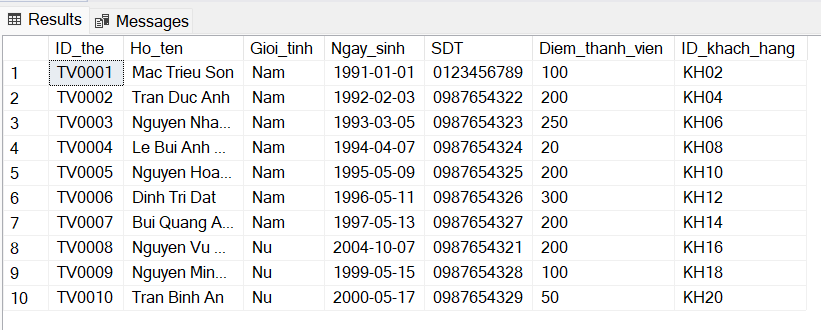 Results Messages
ID_the Ho_ten Gioi_tinh Ngay_sinh SDT Diem_thanh_vien ID_khach_hang
1 TV0001 Mac Trieu Son Nam 1991-01-01 0123456789 100 KH02
2 TV0002 Tran Duc Anh Nam 1992-02-03 0987654322 200 KH04
3 TV0003 Nguyen Nha... Nam 1993-03-05 0987654323 250 KH06
4 TV0004 Le Bui Anh ... Nam 1994-04-07 0987654324 20 KH08
5 TV0005 Nguyen Hoa... Nam 1995-05-09 0987654325 200 KH10
6 TV0006 Dinh Tri Dat Nam 1996-05-11 0987654326 300 KH12
7 TV0007 Bui Quang A... Nam 1997-05-13 0987654327 200 KH14
8 TV0008 Nguyen Vu ... Nu 2004-10-07 0987654321 200 KH16
9 TV0009 Nguyen Min... Nu 1999-05-15 0987654328 100 KH18
10 TV0010 Tran Binh An Nu 2000-05-17 0987654329 50 KH20